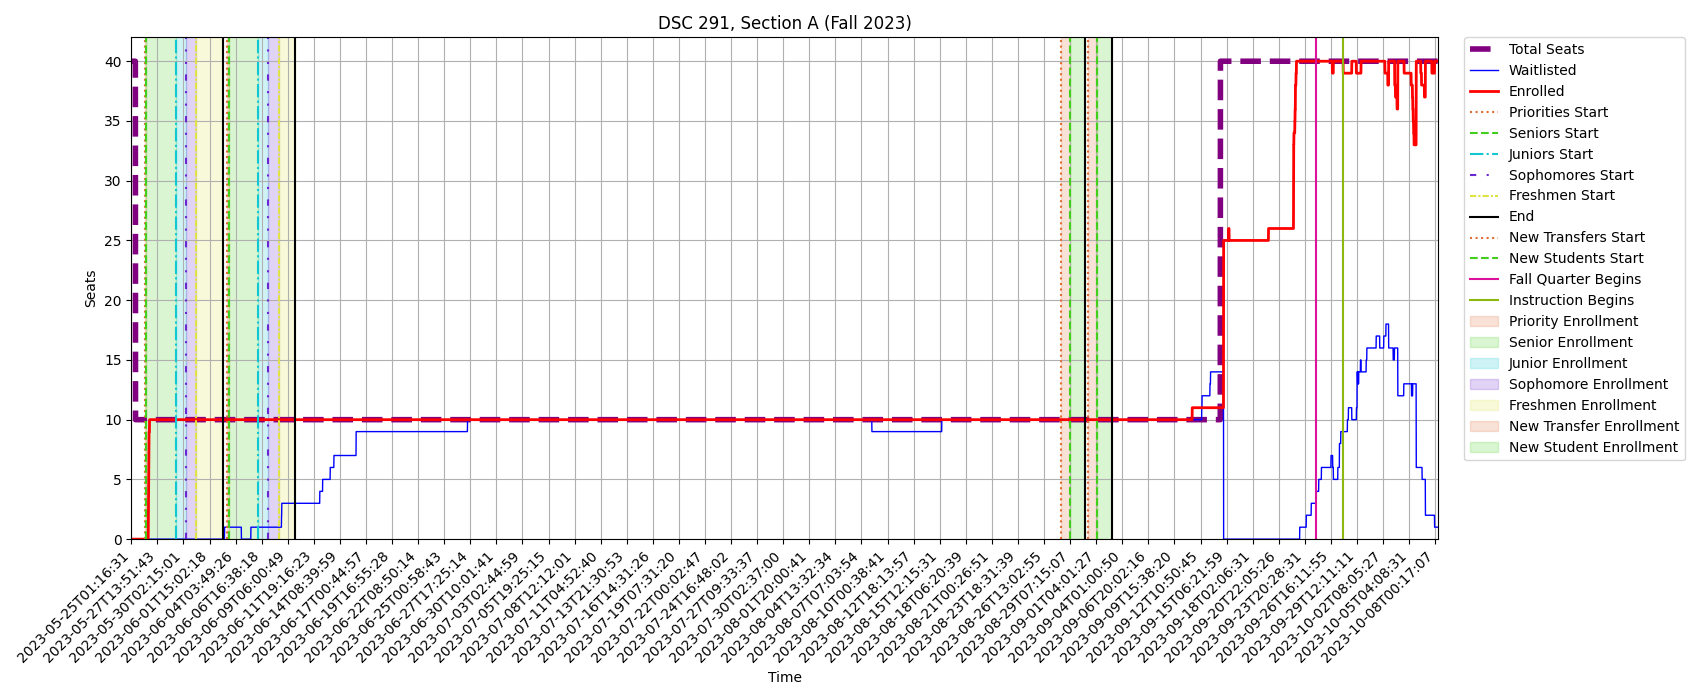 DSC 291, Section A (Fall 2023)
Seats
40
35
30
25
20
15
10
5
0
2023-05-25T01:16:31
2023-05-27T13:51:43
2023-05-30T02:15:01
2023-06-01T15:02:18
2023-06-04T03:49:26
2023-06-06T16:38:19
2023-06-09T06:00:49
2023-06-11T19:16:23
2023-06-14T08:39:59
2023-06-17T00:44:57
2023-06-19T16:55:28
2023-06-22T08:50:14
2023-06-25T00:58:43
2023-06-27T17:25:14
2023-06-30T10:01:41
2023-07-03T02:44:59
2023-07-05T19:25:15
2023-07-08T12:12:01
2023-07-11T04:52:40
2023-07-13T21:30:53
2023-07-16T14:31:26
2023-07-19T07:31:20
2023-07-22T00:02:47
2023-07-24T16:48:02
2023-07-27T09:33:37
2023-07-30T02:37:00
2023-08-01T20:00:41
2023-08-04T13:32:34
2023-08-07T07:03:54
2023-08-10T00:38:41
2023-08-12T18:13:57
2023-08-15T12:15:31
2023-08-18T06:20:39
2023-08-21T00:26:51
2023-08-23T18:31:39
2023-08-26T13:02:55
2023-08-29T07:15:07
2023-09-01T04:01:27
2023-09-04T01:00:50
2023-09-06T20:02:16
2023-09-09T15:38:20
2023-09-12T10:50:45
2023-09-15T06:21:59
2023-09-18T02:06:31
2023-09-20T22:05:26
2023-09-23T20:28:31
2023-09-26T16:11:55
2023-09-29T12:11:11
2023-10-02T08:05:27
2023-10-05T04:08:31
2023-10-08T00:17:07
Time
Total Seats
Waitlisted
Enrolled
Priorities Start
Seniors Start
Juniors Start
Sophomores Start
Freshmen Start
End
New Transfers Start
New Students Start
Fall Quarter Begins
Instruction Begins
Priority Enrollment
Senior Enrollment
Junior Enrollment
Sophomore Enrollment
Freshmen Enrollment
New Transfer Enrollment
New Student Enrollment